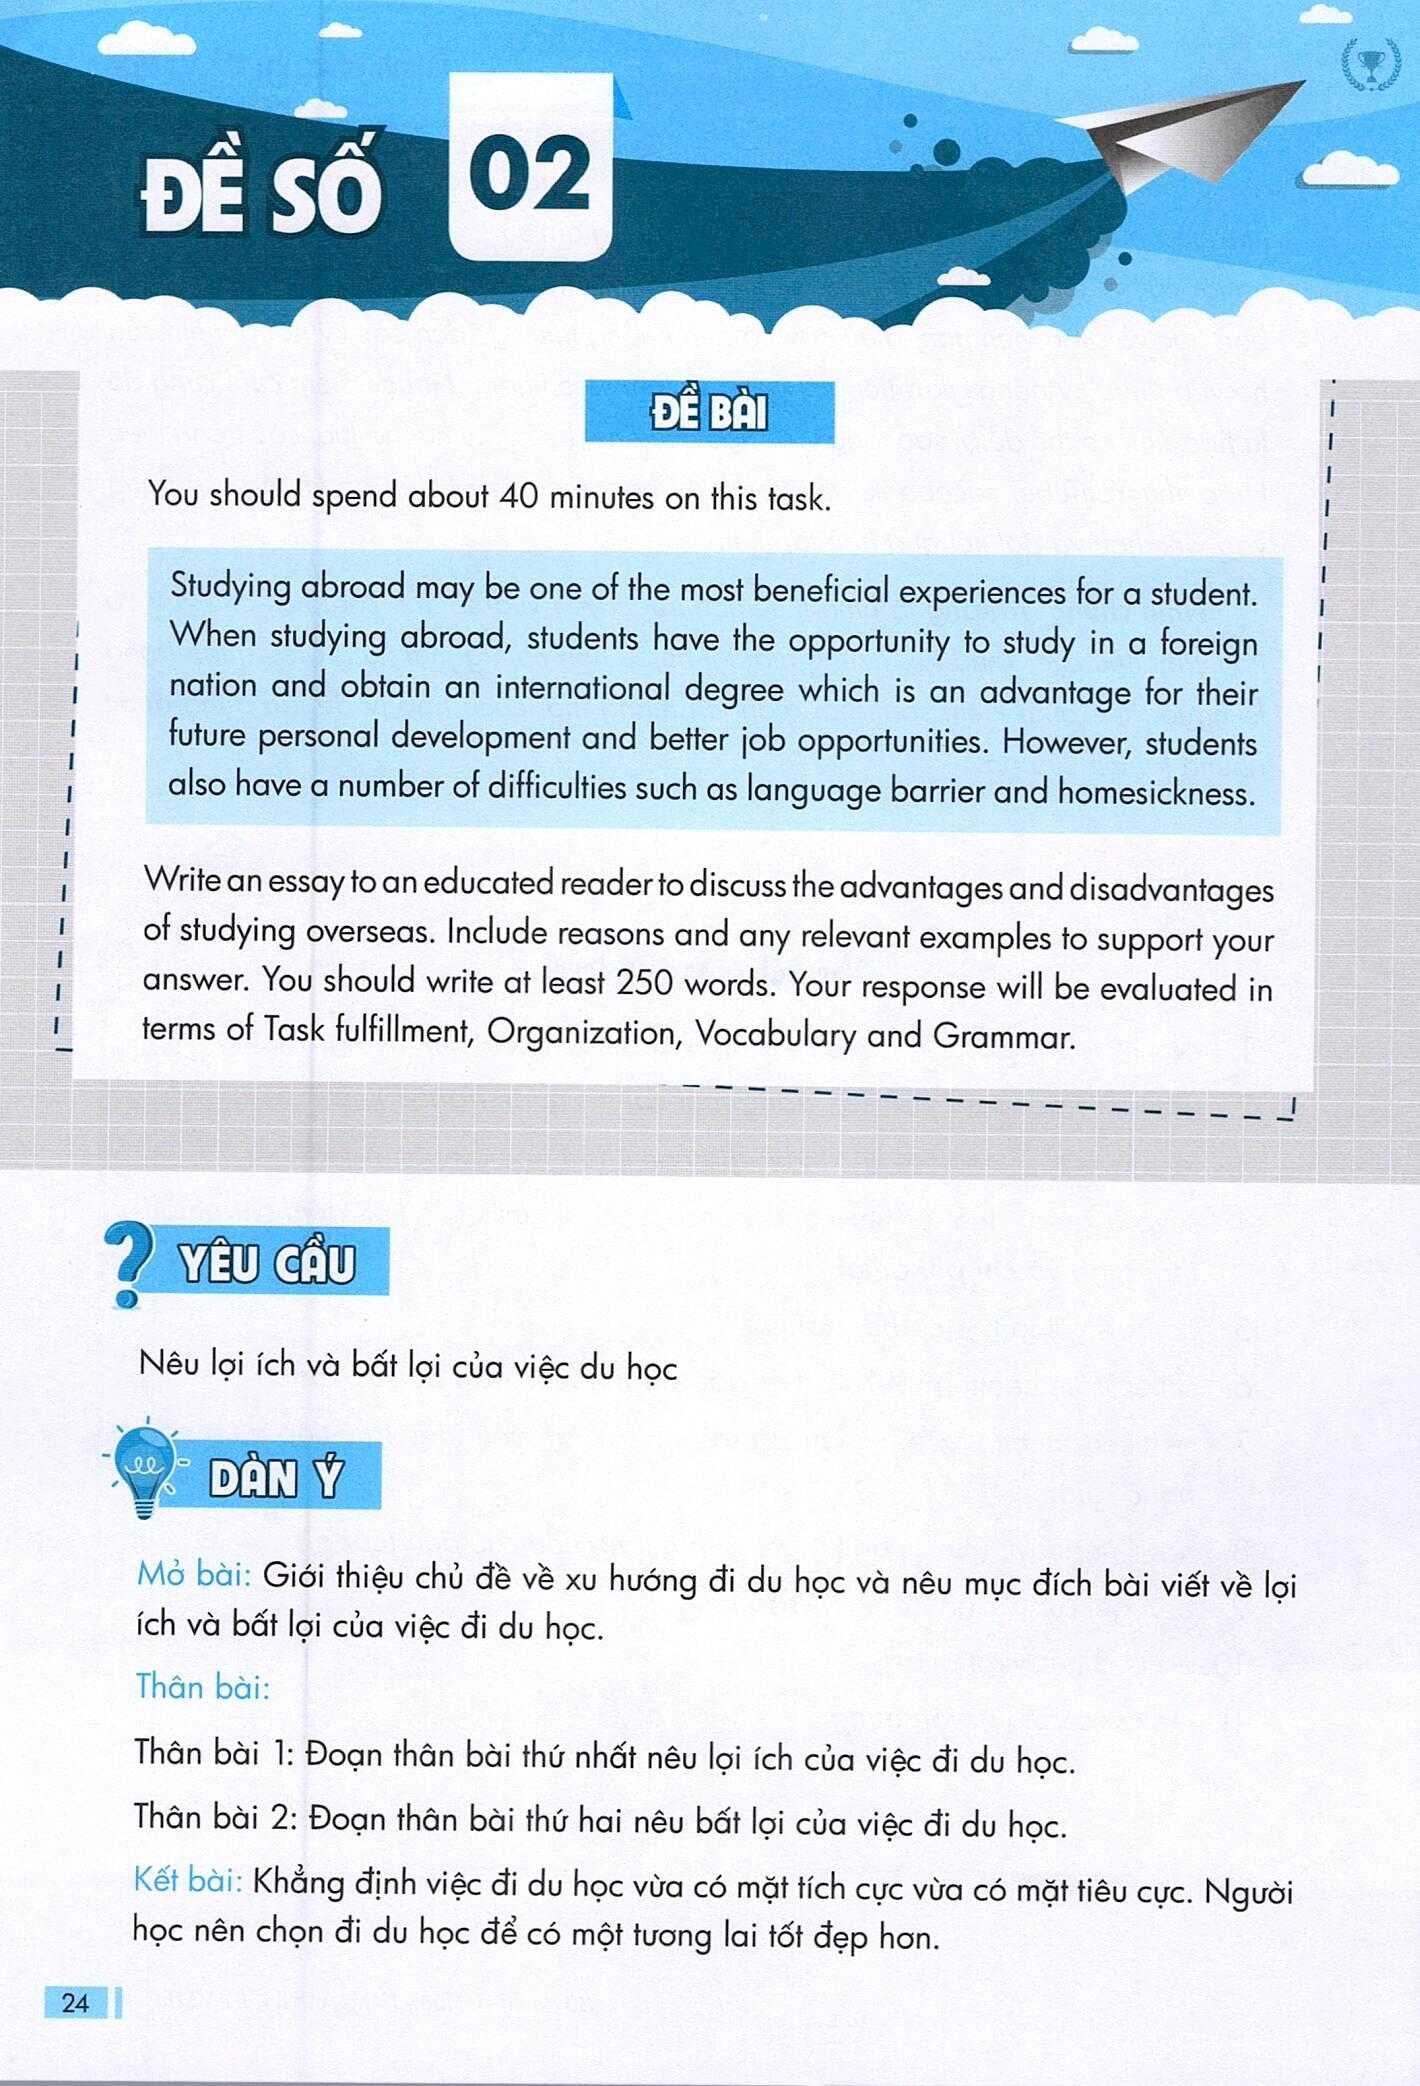 ĐỀ SỐ 02
ĐỀ BÀI
You should spend about 40 minutes on this task.
Studying abroad may be one of the most beneficial experiences for a student.
When studying abroad, students have the opportunity to study in a foreign
nation and obtain an international degree which is an advantage for their
future personal development and better job opportunities. However, students
also have a number of difficulties such as language barrier and homesickness.
Write an essay to an educated reader to discuss the advantages and disadvantages
of studying overseas. Include reasons and any relevant examples to support your
answer. You should write at least 250 words. Your response will be evaluated in
terms of Task fulfillment, Organization, Vocabulary and Grammar.
YÊU CẦU
Nêu lợi ích và bất lợi của việc du học
DÀN Ý
Mở bài: Giới thiệu chủ đề về xu hướng đi du học và nêu mục đích bài viết về lợi
ích và bất lợi của việc đi du học.
Thân bài:
Thân bài 1: Đoạn thân bài thứ nhất nêu lợi ích của việc đi du học.
Thân bài 2: Đoạn thân bài thứ hai nêu bất lợi của việc đi du học.
Kết bài: Khẳng định việc đi du học vừa có mặt tích cực vừa có mặt tiêu cực. Người
học nên chọn đi du học để có một tương lai tốt đẹp hơn.
24